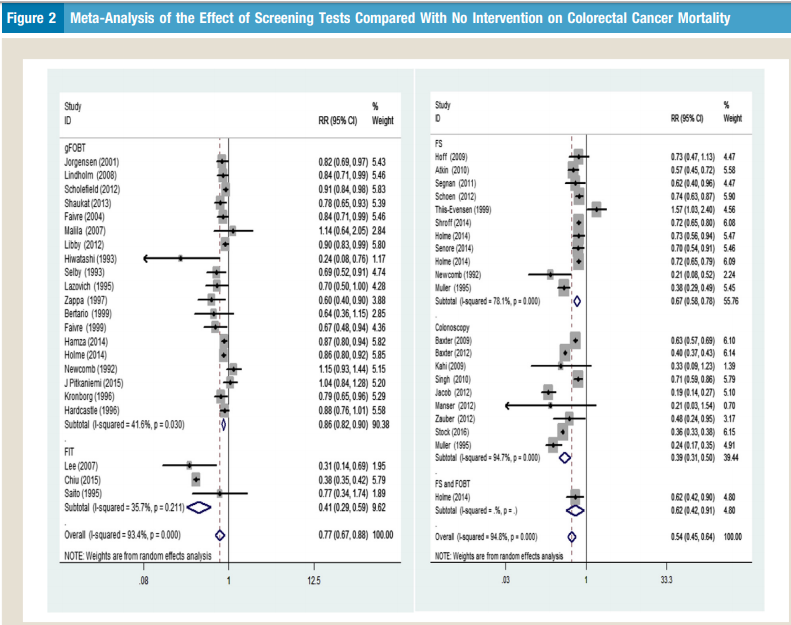 Figure 2 Meta-Analysis of the Effect of Screening Tests Compared With No Intervention on Colorectal Cancer Mortality
Study %
ID RR (95% CI) Weight
gFOBT
Jorgensen (2001) 0.82 (0.69, 0.97) 5.43
Lindholm (2008) 0.84 (0.71, 0.99) 5.46
Scholefield (2012) 0.91 (0.84, 0.98) 5.83
Shaukat (2013) 0.78 (0.65, 0.93) 5.39
Faivre (2004) 0.84 (0.71, 0.99) 5.46
Malila (2007) 1.14 (0.64, 2.05) 2.84
Libby (2012) 0.90 (0.83, 0.99) 5.80
Hiwatashi (1993) 0.24 (0.08, 0.76) 1.17
Selby (1993) 0.69 (0.52, 0.91) 4.74
Lazovich (1995) 0.70 (0.50, 1.00) 4.28
Zappa (1997) 0.60 (0.40, 0.90) 3.88
Bertario (1999) 0.64 (0.36, 1.15) 2.85
Faivre (1999) 0.67 (0.48, 0.94) 4.36
Hamza (2014) 0.87 (0.80, 0.94) 5.82
Holme (2014) 0.86 (0.80, 0.92) 5.85
Newcomb (1992) 1.15 (0.93, 1.44) 5.15
J.Pitkaniemi (2015) 1.04 (0.84, 1.28) 5.20
Kronborg (1996) 0.79 (0.65, 0.96) 5.29
Hardcastle (1996) 0.88 (0.76, 1.01) 5.58
Subtotal (I-squared = 41.6%, p = 0.030) 0.86 (0.82, 0.90) 90.38
.
FIT
Lee (2007) 0.31 (0.14, 0.69) 1.95
Chiu (2015) 0.38 (0.35, 0.42) 5.79
Saito (1995) 0.77 (0.34, 1.74) 1.89
Subtotal (I-squared = 35.7%, p = 0.211) 0.41 (0.29, 0.59) 9.62
.
Overall (I-squared = 93.4%, p = 0.000) 0.77 (0.67, 0.88) 100.00
NOTE: Weights are from random effects analysis
.08 1 12.5
Study %
ID RR (95% CI) Weight
FS
Hoff (2009) 0.73 (0.47, 1.13) 4.47
Atkin (2010) 0.57 (0.45, 0.72) 5.58
Segnan (2011) 0.62 (0.40, 0.96) 4.47
Schoen (2012) 0.74 (0.63, 0.87) 5.90
Thiis-Evensen (1999) 1.57 (1.03, 2.40) 4.56
Shroff (2014) 0.72 (0.65, 0.80) 6.08
Holme (2014) 0.73 (0.56, 0.94) 5.47
Senore (2014) 0.70 (0.54, 0.91) 5.46
Holme (2014) 0.72 (0.65, 0.79) 6.09
Newcomb (1992) 0.21 (0.08, 0.52) 2.24
Muller (1995) 0.38 (0.29, 0.49) 5.45
Subtotal (I-squared = 78.1%, p = 0.000) 0.67 (0.58, 0.78) 55.76
.
Colonoscopy
Baxter (2009) 0.63 (0.57, 0.69) 6.10
Baxter (2012) 0.40 (0.37, 0.43) 6.14
Kahi (2009) 0.33 (0.09, 1.23) 1.39
Singh (2010) 0.71 (0.59, 0.86) 5.79
Jacob (2012) 0.19 (0.14, 0.27) 5.10
Manser (2012) 0.21 (0.03, 1.54) 0.70
Zauber (2012) 0.48 (0.24, 0.95) 3.17
Stock (2016) 0.36 (0.33, 0.38) 6.15
Muller (1995) 0.24 (0.17, 0.35) 4.91
Subtotal (I-squared = 94.7%, p = 0.000) 0.39 (0.31, 0.50) 39.44
.
FS and FOBT
Holme (2014) 0.62 (0.42, 0.90) 4.80
Subtotal (I-squared = .%, p = .) 0.62 (0.42, 0.91) 4.80
.
Overall (I-squared = 94.8%, p = 0.000) 0.54 (0.45, 0.64) 100.00
NOTE: Weights are from random effects analysis
.03 1 33.3